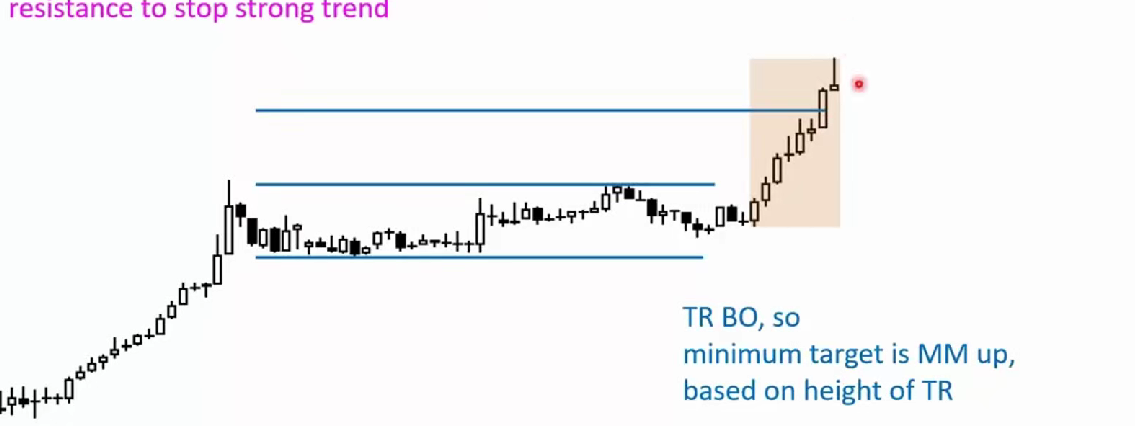 resistance to stop strong trend
TR BO, so
minimum target is MM up,
based on height of TR